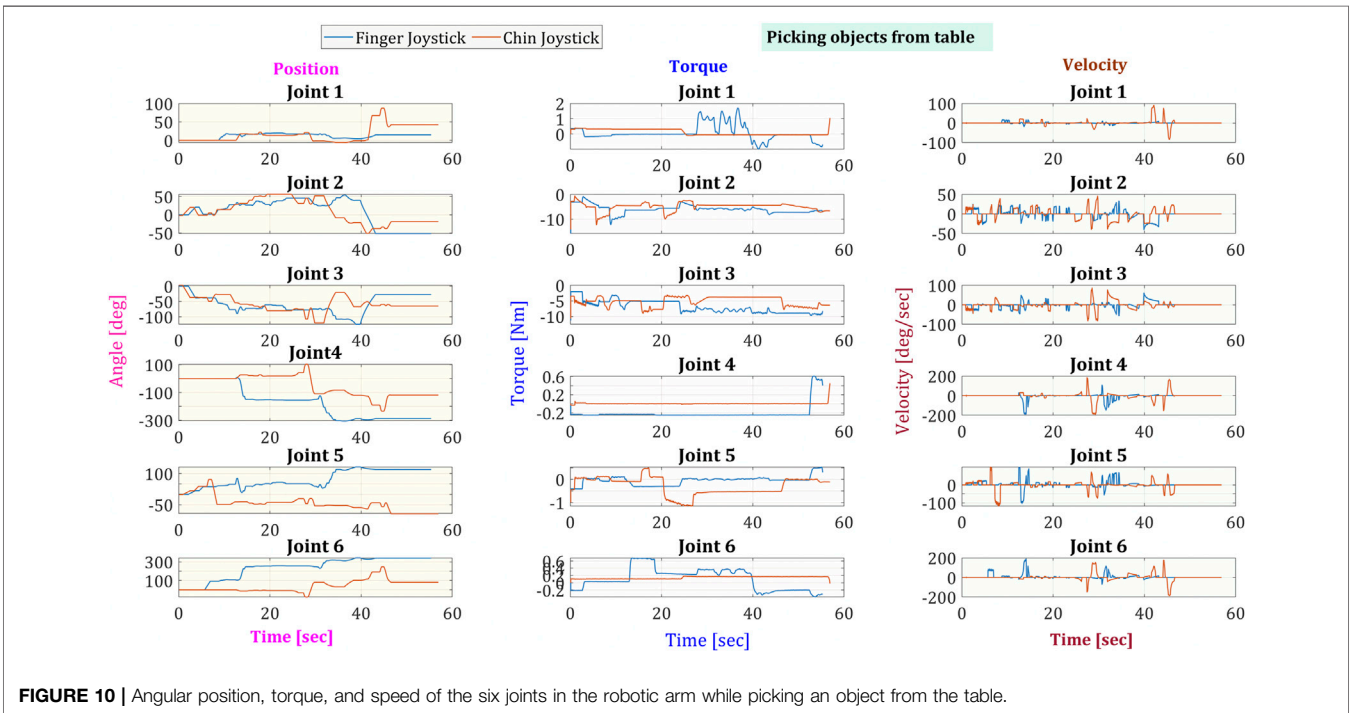 Finger Joystick Chin Joystick
Picking objects from table
Position Torque Velocity
Joint 1 Joint 1 Joint 1
100 2 100
50 1
0 0 -100
0 20 40 60 0 20 40 60 0 20 40 60
Joint 2 Joint 2 Joint 2
50 0 50
0 -10 0
-50 50
0 20 40 60 0 20 40 60 0 20 40 60
Joint 3 Joint 3 Joint 3
0 0 100
-50 -5 0
-100 -10 -100
0 20 40 60 0 20 40 60 0 20 40 60
Angle [deg] Torque [Nm] Velocity [deg/sec]
Joint4 Joint 4 Joint 4
100 0.6 200
-100 0.2 0
-300 -0.2 -200
0 20 40 60 0 20 40 60 0 20 40 60
Joint 5 Joint 5 Joint 5
100 0 0
-50 -1 -100
0 20 40 60 0 20 40 60 0 20 40 60
Joint 6 Joint 6 Joint 6
300 0.6 200
100 0.4 0
0.2
0
-0.2 -200
0 20 40 60 0 20 40 60 0 20 40 60
Time [sec] Time [sec] Time [sec]
FIGURE 10 | Angular position, torque, and speed of the six joints in the robotic arm while picking an object from the table.